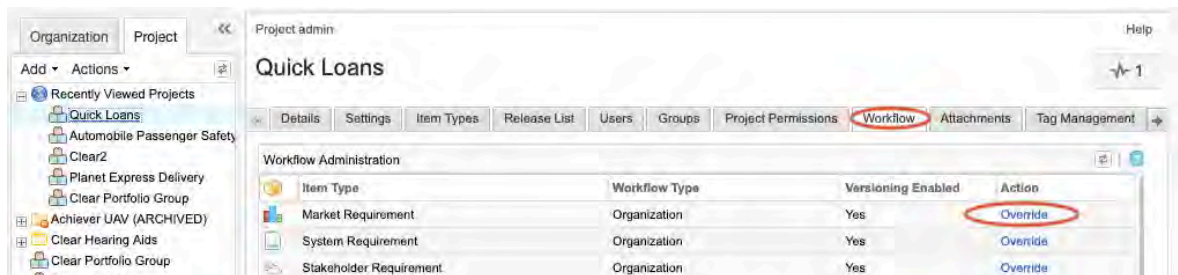 Organization Project
Add Actions
Recently Viewed Projects
Quick Loans
Automobile Passenger Safety
Clear2
Planet Express Delivery
Clear Portfolio Group
Achiever UAV (ARCHIVED)
Clear Hearing Aids
Clear Portfolio Group
Project admin Help
Quick Loans 1
Details Settings Item Types Release List Users Groups Project Permissions Workflow Attachments Tag Management
Workflow Administration
Item Type Workflow Type Versioning Enabled Action
Market Requirement Organization Yes Override
System Requirement Organization Yes Override
Stakeholder Requirement Organization Yes Override